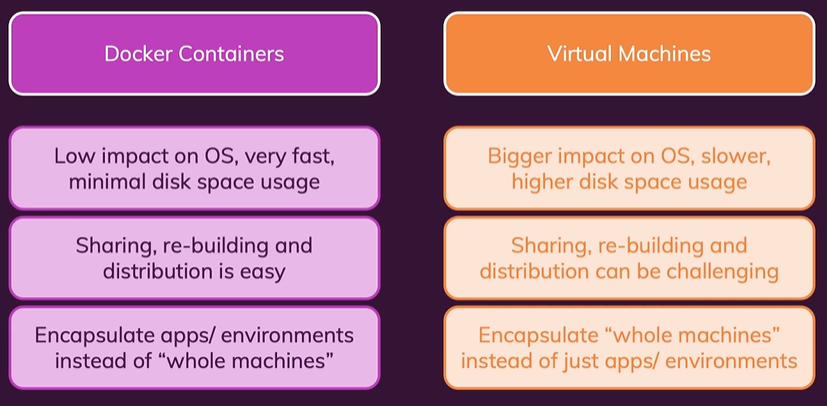 Docker Containers
Virtual Machines
Low impact on OS, very fast,
minimal disk space usage
Bigger impact on OS, slower,
higher disk space usage
Sharing, re-building and
distribution is easy
Sharing, re-building and
distribution can be challenging
Encapsulate apps/ environments
instead of “whole machines”
Encapsulate “whole machines”
instead of just apps/ environments